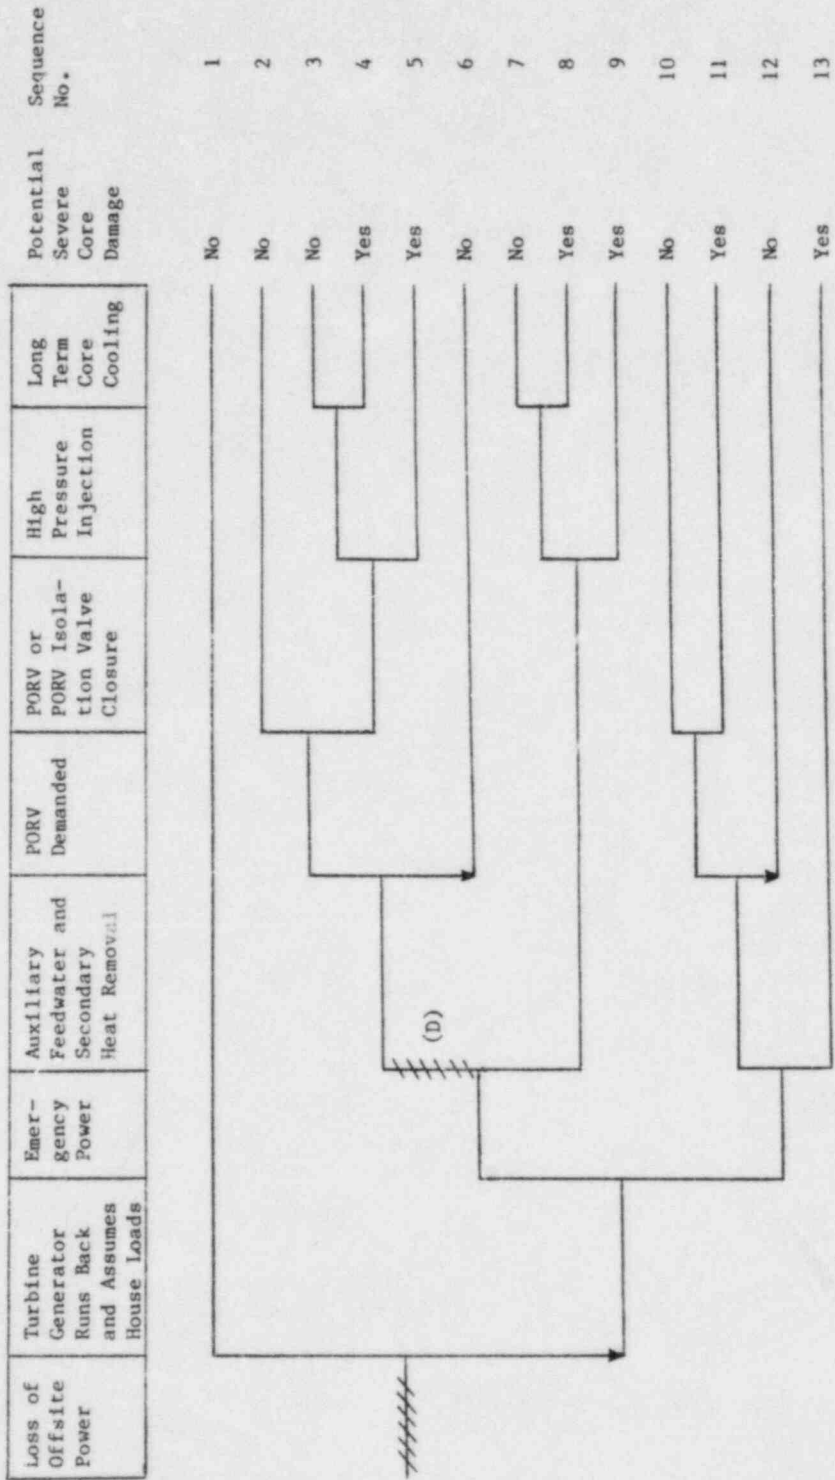 Loss of
Offsite
Power
Turbine
Generator
Runs Back
and Assumes
House Loads
Emer-
gency
Power
Auxiliary
Feedwater and
Secondary
Heat Removal
PORV
Demanded
PORV or
PORV Isola-
tion Valve
Closure
High
Pressure
Injection
Long
Term
Core
Cooling
Potential
Severe
Core
Damage
Sequence
No.
No 1
No 2
No 3
Yes 4
Yes 5
No 6
No 7
Yes 8
Yes 9
No 10
Yes 11
No 12
Yes 13
(D)